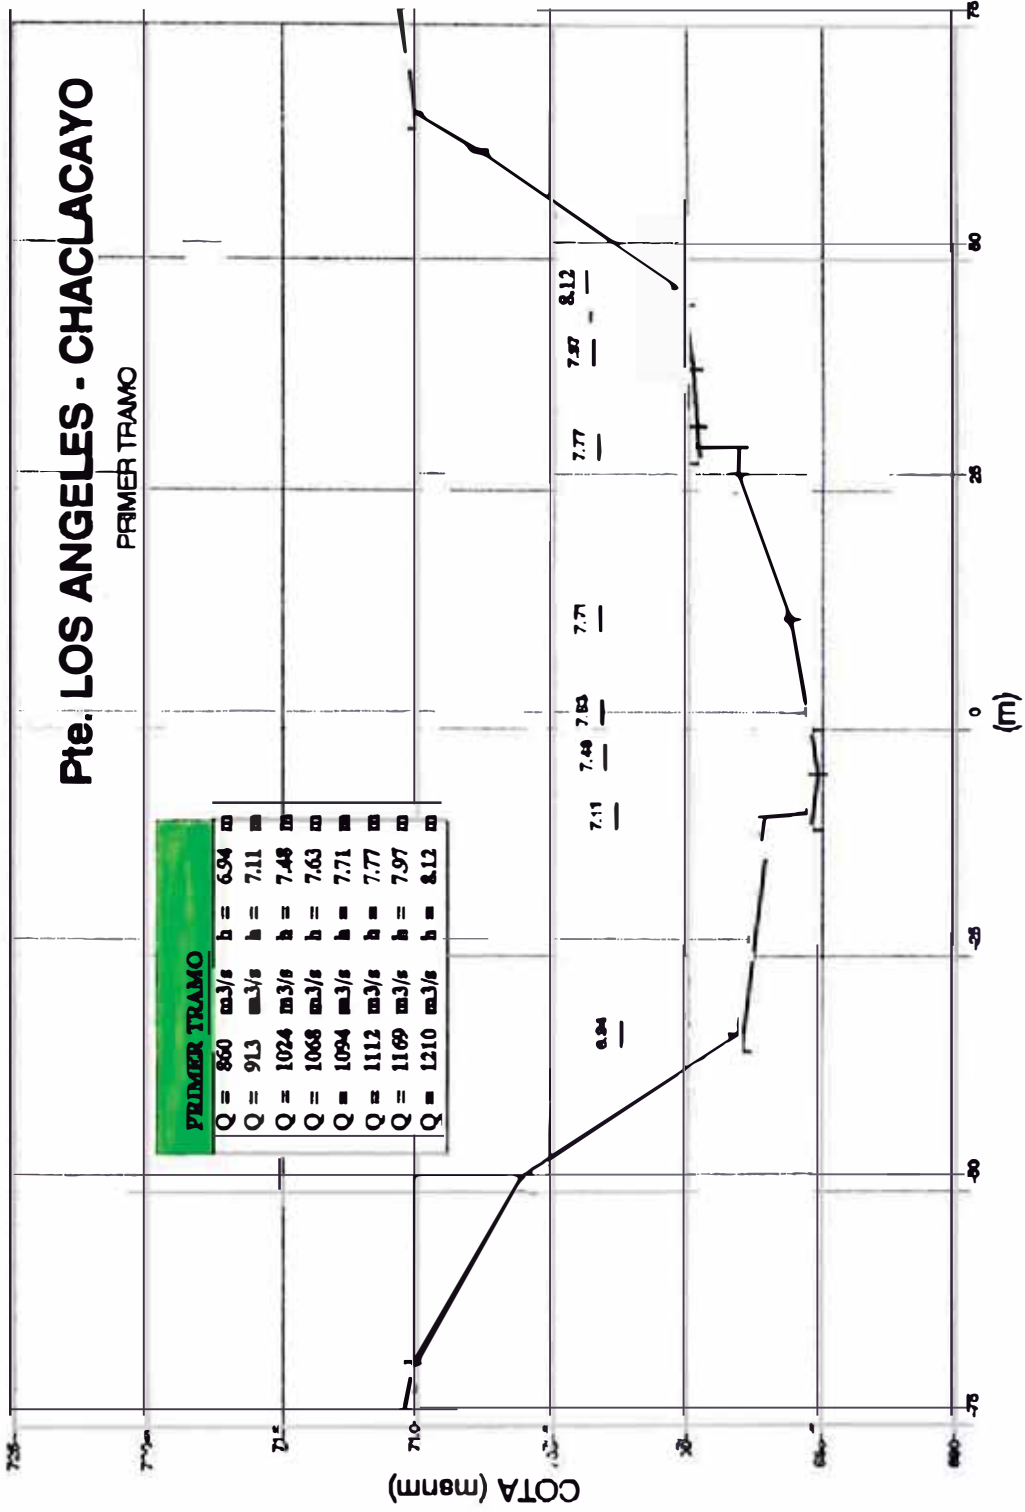 Pte. LOS ANGELES - CHACLACAYO
PRIMER TRAMO
PRIMER TRAMO
Q = 860 m3/s h = 6.94 m
Q = 913 m3/s h = 7.11 m
Q = 1024 m3/s h = 7.48 m
Q = 1068 m3/s h = 7.63 m
Q = 1094 m3/s h = 7.71 m
Q = 1112 m3/s h = 7.77 m
Q = 1169 m3/s h = 7.97 m
Q = 1210 m3/s h = 8.12 m
6.94
7.11
7.48
7.63
7.71
7.77
7.97
8.12
COTA (msnm)
-75
-50
-25
0
25
50
75
(m)